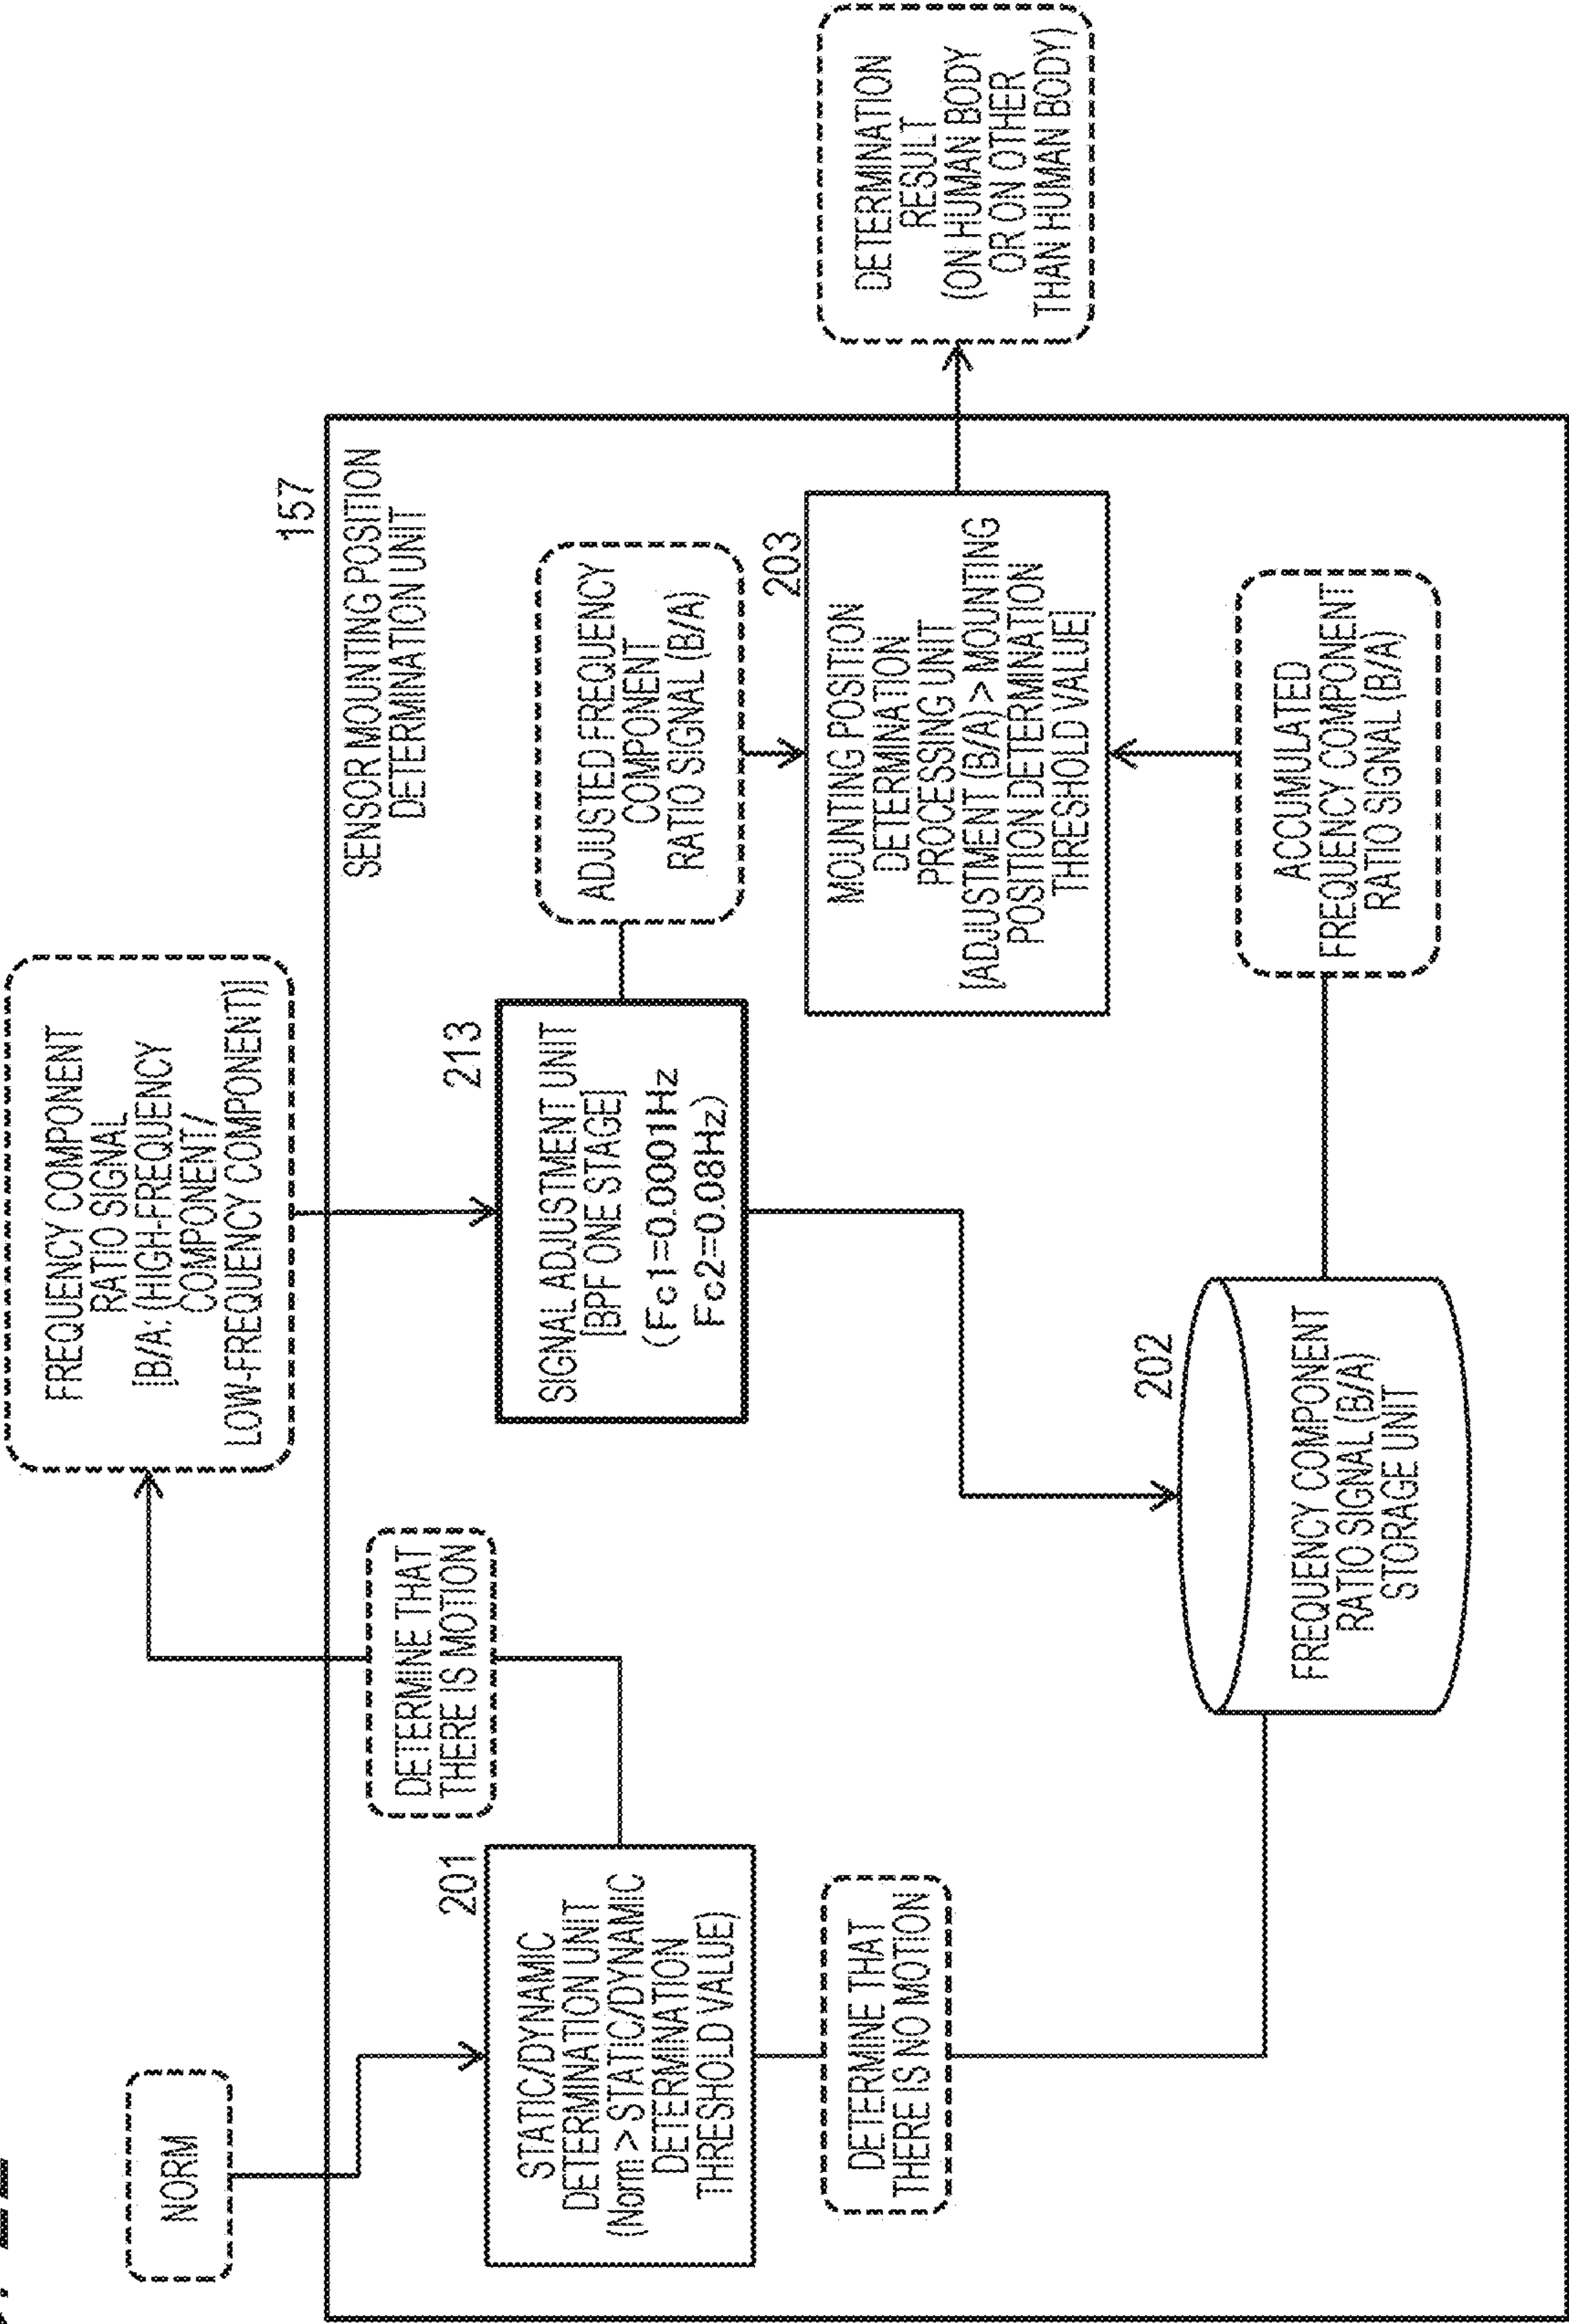 NORM
FREQUENCY COMPONENT
RATIO SIGNAL
[B/A: (HIGH-FREQUENCY
COMPONENT/
LOW-FREQUENCY COMPONENT)]
157
SENSOR MOUNTING POSITION
DETERMINATION UNIT
DETERMINE THAT
THERE IS MOTION
201
STATIC/DYNAMIC
DETERMINATION UNIT
(Norm > STATIC/DYNAMIC
DETERMINATION
THRESHOLD VALUE)
213
SIGNAL ADJUSTMENT UNIT
[BPF ONE STAGE]
(Fc1=0.0001Hz
Fc2=0.08Hz)
ADJUSTED FREQUENCY
COMPONENT
RATIO SIGNAL (B/A)
DETERMINE THAT
THERE IS NO MOTION
203
MOUNTING POSITION
DETERMINATION
PROCESSING UNIT
[ADJUSTMENT (B/A) > MOUNTING
POSITION DETERMINATION
THRESHOLD VALUE]
DETERMINATION
RESULT
(ON HUMAN BODY
OR ON OTHER
THAN HUMAN BODY)
202
FREQUENCY COMPONENT
RATIO SIGNAL (B/A)
STORAGE UNIT
ACCUMULATED
FREQUENCY COMPONENT
RATIO SIGNAL (B/A)